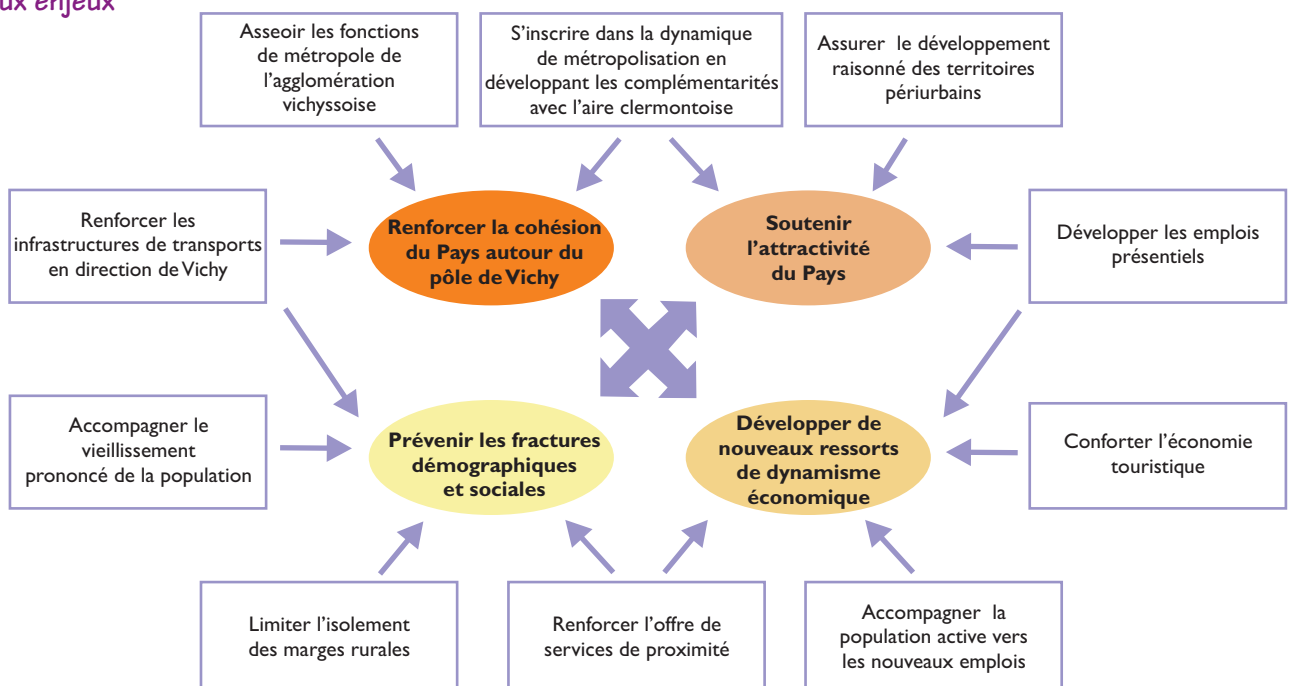 ux enjeux
Asseoir les fonctions
de métropole de
l'agglomération
vichyssoise
S'inscrire dans la dynamique
de métropolisation en
développant les complémentarités
avec l'aire clermontoise
Assurer le développement
raisonné des territoires
périurbains
Renforcer les
infrastructures de transports
en direction de Vichy
Renforcer la cohésion
du Pays autour du
pôle de Vichy
Soutenir
l'attractivité
du Pays
Développer les emplois
présentiels
Accompagner le
vieillissement
prononcé de la population
Prévenir les fractures
démographiques
et sociales
Développer de
nouveaux ressorts
de dynamisme
économique
Conforter l'économie
touristique
Limiter l'isolement
des marges rurales
Renforcer l'offre de
services de proximité
Accompagner la
population active vers
les nouveaux emplois